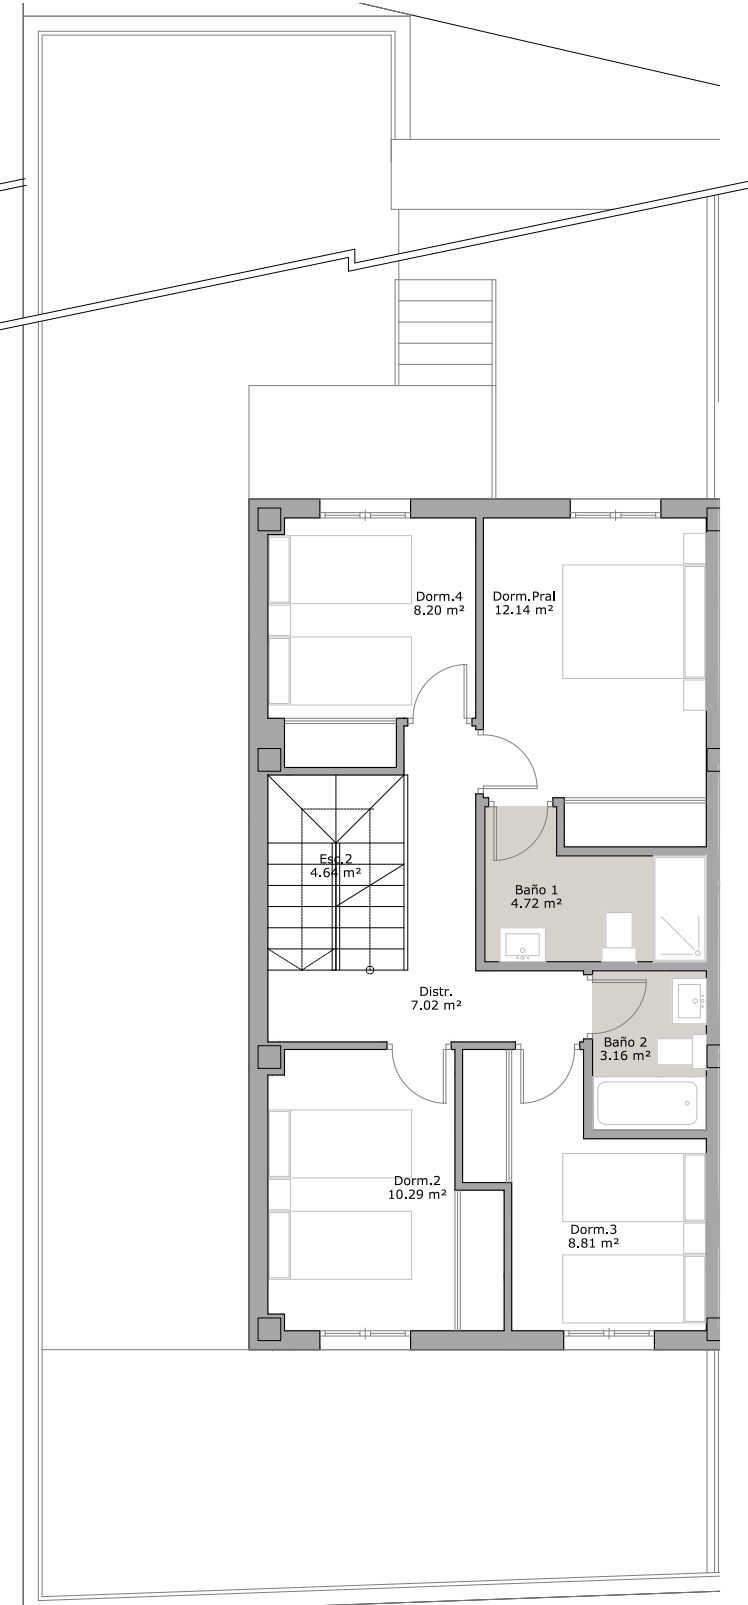 Dorm.4
8.20 m²
Dorm.Pral
12.14 m²
Esc.2
4.64 m²
Baño 1
4.72 m²
Distr.
7.02 m²
Baño 2
3.16 m²
Dorm.2
10.29 m²
Dorm.3
8.81 m²